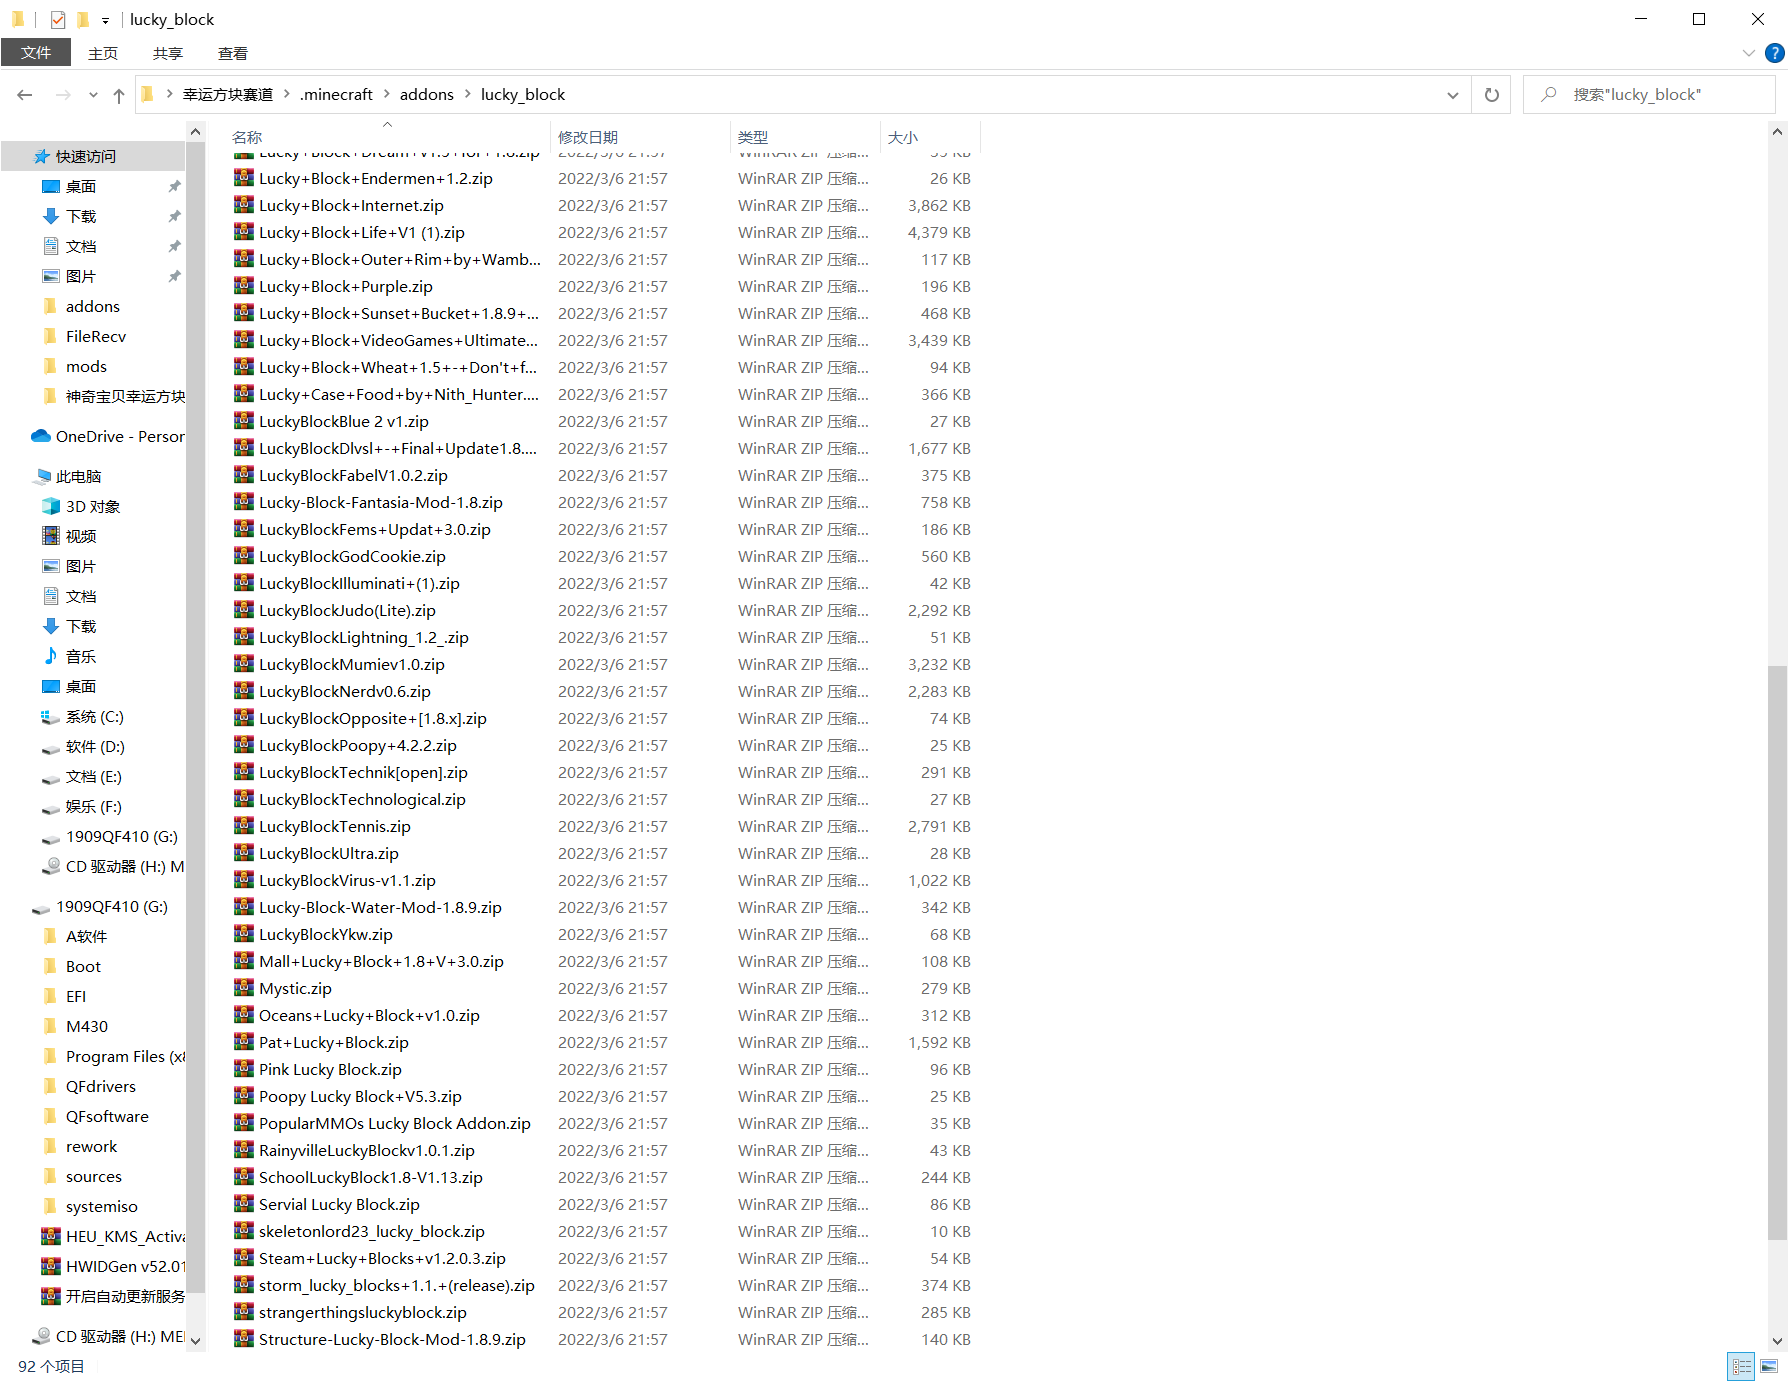 lucky_block
文件 主页 共享 查看
幸运方块赛道 .minecraft addons lucky_block 搜索"lucky_block"
名称 修改日期 类型 大小
快速访问
桌面
下载
文档
图片
addons
FileRecv
mods
神奇宝贝幸运方块
OneDrive - Person
此电脑
3D 对象
视频
图片
文档
下载
音乐
桌面
系统 (C:)
软件 (D:)
文档 (E:)
娱乐 (F:)
1909QF410 (G:)
CD 驱动器 (H:) M
1909QF410 (G:)
A软件
Boot
EFI
M430
Program Files (x8
QFdrivers
QFsoftware
rework
sources
systemiso
HEU_KMS_Activa
HWIDGen v52.01
开启自动更新服务
CD 驱动器 (H:) ME
Lucky+Block+Dream+V1.5+for+1.8.zip 2022/3/6 21:57 WinRAR ZIP 压缩... 55 KB
Lucky+Block+Endermen+1.2.zip 2022/3/6 21:57 WinRAR ZIP 压缩... 26 KB
Lucky+Block+Internet.zip 2022/3/6 21:57 WinRAR ZIP 压缩... 3,862 KB
Lucky+Block+Life+V1 (1).zip 2022/3/6 21:57 WinRAR ZIP 压缩... 4,379 KB
Lucky+Block+Outer+Rim+by+Wamb... 2022/3/6 21:57 WinRAR ZIP 压缩... 117 KB
Lucky+Block+Purple.zip 2022/3/6 21:57 WinRAR ZIP 压缩... 196 KB
Lucky+Block+Sunset+Bucket+1.8.9+... 2022/3/6 21:57 WinRAR ZIP 压缩... 468 KB
Lucky+Block+VideoGames+Ultimate... 2022/3/6 21:57 WinRAR ZIP 压缩... 3,439 KB
Lucky+Block+Wheat+1.5+-+Don't+f... 2022/3/6 21:57 WinRAR ZIP 压缩... 94 KB
Lucky+Case+Food+by+Nith_Hunter.... 2022/3/6 21:57 WinRAR ZIP 压缩... 366 KB
LuckyBlockBlue 2 v1.zip 2022/3/6 21:57 WinRAR ZIP 压缩... 27 KB
LuckyBlockDlvsl+-+Final+Update1.8.... 2022/3/6 21:57 WinRAR ZIP 压缩... 1,677 KB
LuckyBlockFabelV1.0.2.zip 2022/3/6 21:57 WinRAR ZIP 压缩... 375 KB
Lucky-Block-Fantasia-Mod-1.8.zip 2022/3/6 21:57 WinRAR ZIP 压缩... 758 KB
LuckyBlockFems+Updat+3.0.zip 2022/3/6 21:57 WinRAR ZIP 压缩... 186 KB
LuckyBlockGodCookie.zip 2022/3/6 21:57 WinRAR ZIP 压缩... 560 KB
LuckyBlockIlluminati+(1).zip 2022/3/6 21:57 WinRAR ZIP 压缩... 42 KB
LuckyBlockJudo(Lite).zip 2022/3/6 21:57 WinRAR ZIP 压缩... 2,292 KB
LuckyBlockLightning_1.2_.zip 2022/3/6 21:57 WinRAR ZIP 压缩... 51 KB
LuckyBlockMumiev1.0.zip 2022/3/6 21:57 WinRAR ZIP 压缩... 3,232 KB
LuckyBlockNerdv0.6.zip 2022/3/6 21:57 WinRAR ZIP 压缩... 2,283 KB
LuckyBlockOpposite+[1.8.x].zip 2022/3/6 21:57 WinRAR ZIP 压缩... 74 KB
LuckyBlockPoopy+4.2.2.zip 2022/3/6 21:57 WinRAR ZIP 压缩... 25 KB
LuckyBlockTechnik[open].zip 2022/3/6 21:57 WinRAR ZIP 压缩... 291 KB
LuckyBlockTechnological.zip 2022/3/6 21:57 WinRAR ZIP 压缩... 27 KB
LuckyBlockTennis.zip 2022/3/6 21:57 WinRAR ZIP 压缩... 2,791 KB
LuckyBlockUltra.zip 2022/3/6 21:57 WinRAR ZIP 压缩... 28 KB
LuckyBlockVirus-v1.1.zip 2022/3/6 21:57 WinRAR ZIP 压缩... 1,022 KB
Lucky-Block-Water-Mod-1.8.9.zip 2022/3/6 21:57 WinRAR ZIP 压缩... 342 KB
LuckyBlockYkw.zip 2022/3/6 21:57 WinRAR ZIP 压缩... 68 KB
Mall+Lucky+Block+1.8+V+3.0.zip 2022/3/6 21:57 WinRAR ZIP 压缩... 108 KB
Mystic.zip 2022/3/6 21:57 WinRAR ZIP 压缩... 279 KB
Oceans+Lucky+Block+v1.0.zip 2022/3/6 21:57 WinRAR ZIP 压缩... 312 KB
Pat+Lucky+Block.zip 2022/3/6 21:57 WinRAR ZIP 压缩... 1,592 KB
Pink Lucky Block.zip 2022/3/6 21:57 WinRAR ZIP 压缩... 96 KB
Poopy Lucky Block+V5.3.zip 2022/3/6 21:57 WinRAR ZIP 压缩... 25 KB
PopularMMOs Lucky Block Addon.zip 2022/3/6 21:57 WinRAR ZIP 压缩... 35 KB
RainyvilleLuckyBlockv1.0.1.zip 2022/3/6 21:57 WinRAR ZIP 压缩... 43 KB
SchoolLuckyBlock1.8-V1.13.zip 2022/3/6 21:57 WinRAR ZIP 压缩... 244 KB
Servial Lucky Block.zip 2022/3/6 21:57 WinRAR ZIP 压缩... 86 KB
skeletonlord23_lucky_block.zip 2022/3/6 21:57 WinRAR ZIP 压缩... 10 KB
Steam+Lucky+Blocks+v1.2.0.3.zip 2022/3/6 21:57 WinRAR ZIP 压缩... 54 KB
storm_lucky_blocks+1.1.+(release).zip 2022/3/6 21:57 WinRAR ZIP 压缩... 374 KB
strangerthingsluckyblock.zip 2022/3/6 21:57 WinRAR ZIP 压缩... 285 KB
Structure-Lucky-Block-Mod-1.8.9.zip 2022/3/6 21:57 WinRAR ZIP 压缩... 140 KB
92 个项目